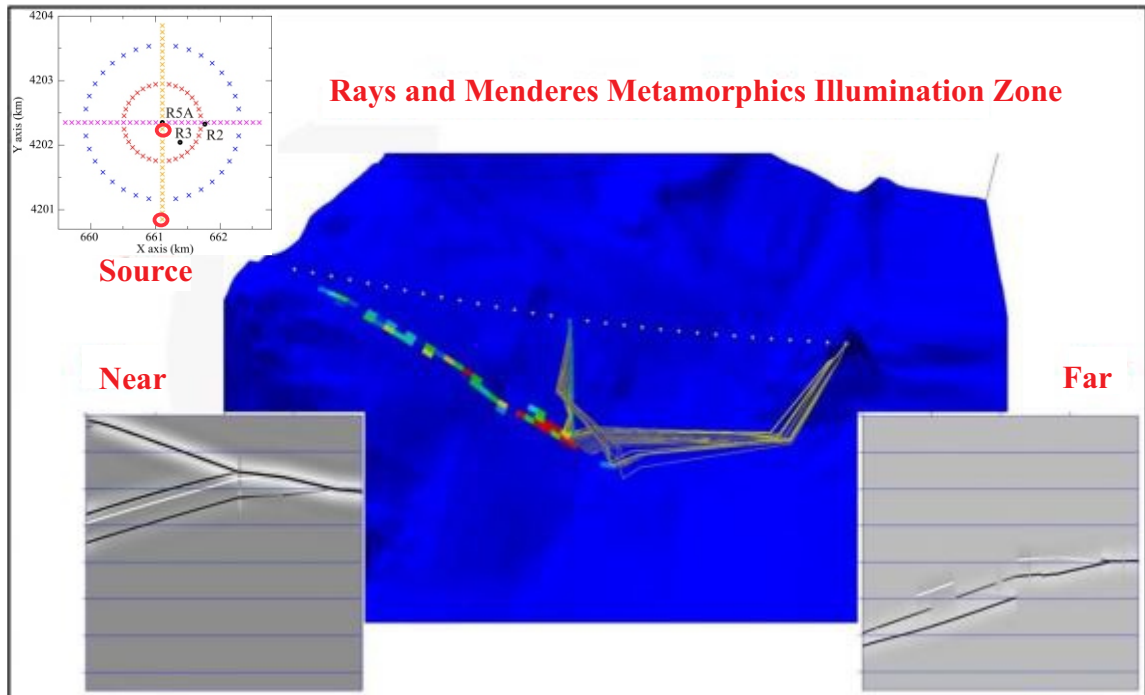 4204
4203
4202
4201
Y axis (km)
R5A
R3
R2
660
661
662
X axis (km)
Rays and Menderes Metamorphics Illumination Zone
Source
Near
Far